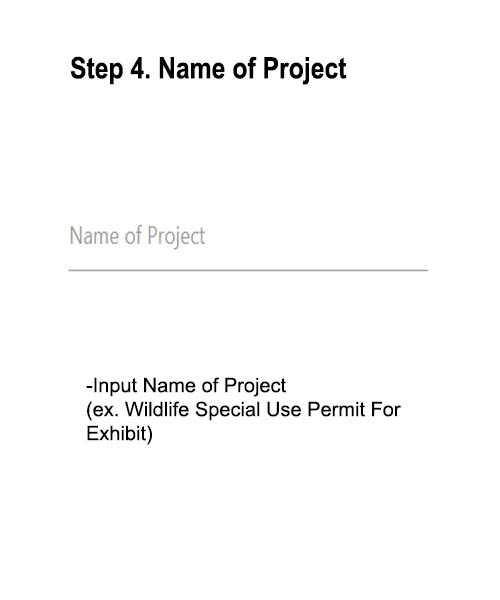 Step 4. Name of Project
Name of Project
-Input Name of Project
(ex. Wildlife Special Use Permit For
Exhibit)